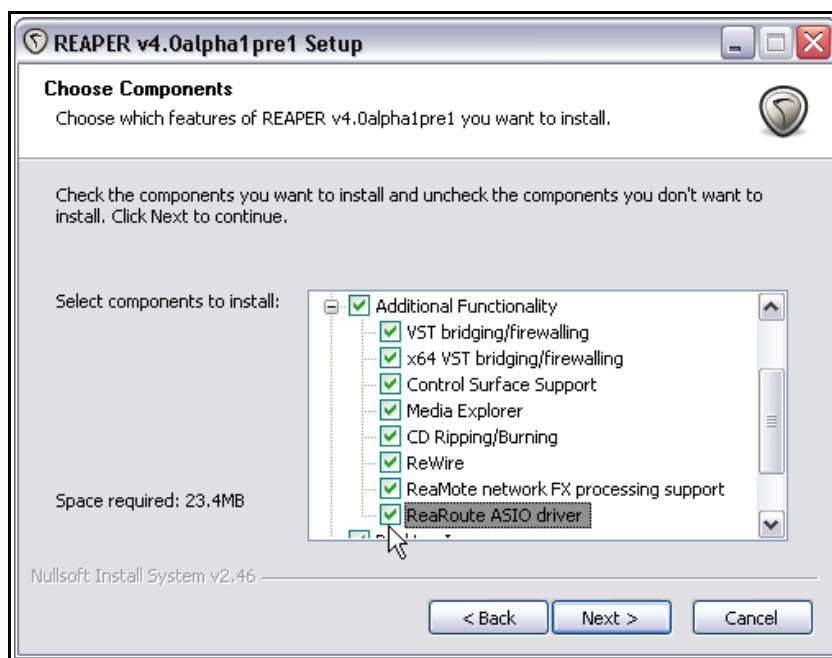 REAPER v4.0alpha1pre1 Setup
Choose Components
Choose which features of REAPER v4.0alpha1pre1 you want to install.
Check the components you want to install and uncheck the components you don't want to
install. Click Next to continue.
Select components to install:
Additional Functionality
VST bridging/firewalling
x64 VST bridging/firewalling
Control Surface Support
Media Explorer
CD Ripping/Burning
ReWire
ReaMote network FX processing support
ReaRoute ASIO driver
Space required: 23.4MB
Nullsoft Install System v2.46
< Back
Next >
Cancel